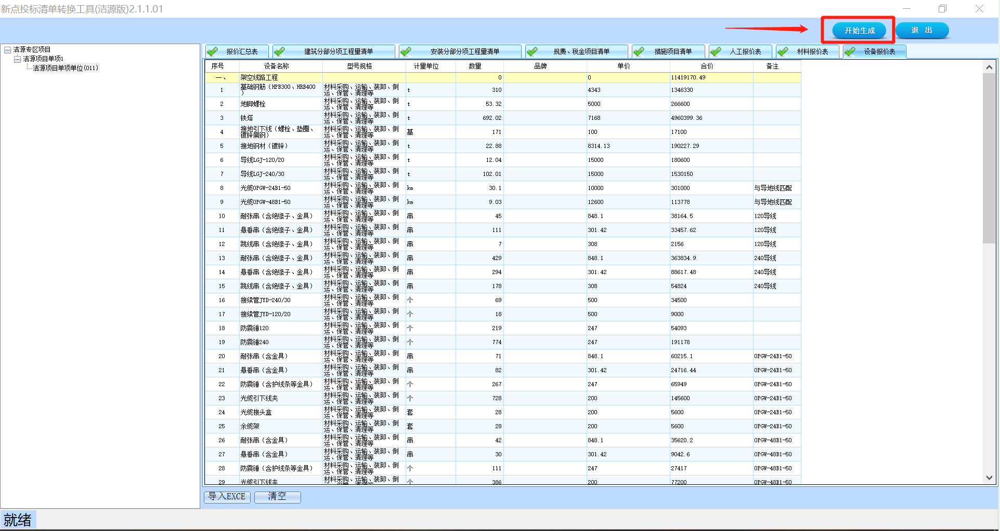 新点投标清单转换工具(洁源版)2.1.1.01
开始生成 退 出
洁源专区项目
洁源项目单项1
洁源项目单项单位(011)
报价汇总表 建筑分部分项工程量清单 安装分部分项工程量清单 规费、税金项目清单 措施项目清单 人工报价表 材料报价表 设备报价表
序号 设备名称 型号规格 计量单位 数量 品牌 单价 合价 备注
一、 架空线路工程 0 0 11419170.49
1 基础钢筋（HPB300、HRB400） 材料采购、运输、装卸、倒运、保管、清理等 t 310 4343 1346330
2 地脚螺栓 材料采购、运输、装卸、倒运、保管、清理等 t 53.32 5000 266600
3 铁塔 材料采购、运输、装卸、倒运、保管、清理等 t 692.02 7168 4960399.36
4 接地引下线（螺栓、垫圈、镀锌扁钢） 材料采购、运输、装卸、倒运、保管、清理等 基 171 100 17100
5 接地钢材（镀锌） 材料采购、运输、装卸、倒运、保管、清理等 t 22.88 8314.13 190227.29
6 导线LGJ-120/20 材料采购、运输、装卸、倒运、保管、清理等 t 12.04 15000 180600
7 导线LGJ-240/30 材料采购、运输、装卸、倒运、保管、清理等 t 102.01 15000 1530150
8 光缆OPGW-24B1-50 材料采购、运输、装卸、倒运、保管、清理等 km 30.1 10000 301000 与导地线匹配
9 光缆OPGW-48B1-50 材料采购、运输、装卸、倒运、保管、清理等 km 9.03 12600 113778 与导地线匹配
10 耐张串（含绝缘子、金具） 材料采购、运输、装卸、倒运、保管、清理等 串 45 848.1 38164.5 120导线
11 悬垂串（含绝缘子、金具） 材料采购、运输、装卸、倒运、保管、清理等 串 111 301.42 33457.62 120导线
12 跳线串（含绝缘子、金具） 材料采购、运输、装卸、倒运、保管、清理等 串 7 308 2156 120导线
13 耐张串（含绝缘子、金具） 材料采购、运输、装卸、倒运、保管、清理等 串 429 848.1 363834.9 240导线
14 悬垂串（含绝缘子、金具） 材料采购、运输、装卸、倒运、保管、清理等 串 294 301.42 88617.48 240导线
15 跳线串（含绝缘子、金具） 材料采购、运输、装卸、倒运、保管、清理等 串 178 308 54824 240导线
16 接续管JYD-240/30 材料采购、运输、装卸、倒运、保管、清理等 个 69 500 34500
17 接续管JYD-120/20 材料采购、运输、装卸、倒运、保管、清理等 个 18 500 9000
18 防震锤120 材料采购、运输、装卸、倒运、保管、清理等 个 219 247 54093
19 防震锤240 材料采购、运输、装卸、倒运、保管、清理等 个 774 247 191178
20 耐张串（含金具） 材料采购、运输、装卸、倒运、保管、清理等 串 71 848.1 60215.1 OPGW-24B1-50
21 悬垂串（含金具） 材料采购、运输、装卸、倒运、保管、清理等 串 82 301.42 24716.44 OPGW-24B1-50
22 防震锤（含护线条等金具） 材料采购、运输、装卸、倒运、保管、清理等 个 267 247 65949 OPGW-24B1-50
23 光缆引下线夹 材料采购、运输、装卸、倒运、保管、清理等 个 728 200 145600 OPGW-24B1-50
24 光缆接头盒 材料采购、运输、装卸、倒运、保管、清理等 套 28 200 5600 OPGW-24B1-50
25 余缆架 材料采购、运输、装卸、倒运、保管、清理等 套 28 200 5600 OPGW-24B1-50
26 耐张串（含金具） 材料采购、运输、装卸、倒运、保管、清理等 串 42 848.1 35620.2 OPGW-48B1-50
27 悬垂串（含金具） 材料采购、运输、装卸、倒运、保管、清理等 串 30 301.42 9042.6 OPGW-48B1-50
28 防震锤（含护线条等金具） 材料采购、运输、装卸、倒运、保管、清理等 个 111 247 27417 OPGW-48B1-50
29 光缆引下线夹 材料采购、运输、装卸、倒运、保管、清理等 个 386 200 77200 OPGW-48B1-50
导入EXCE 清空
就绪